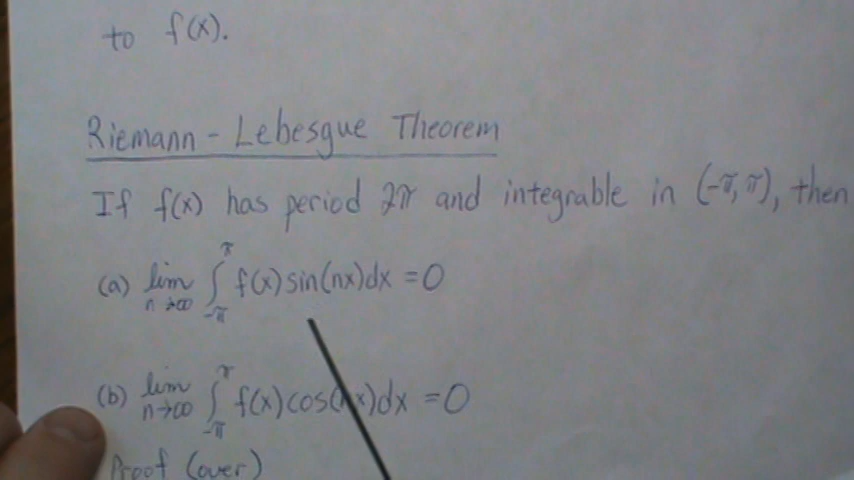 to f(x).
Riemann - Lebesgue Theorem
If f(x) has period 2π and integrable in (-π, π), then
(a) lim n→∞ ∫_{-π}^{π} f(x) sin(nx)dx = 0
(b) lim n→∞ ∫_{-π}^{π} f(x) cos(nx)dx = 0
Proof (over)